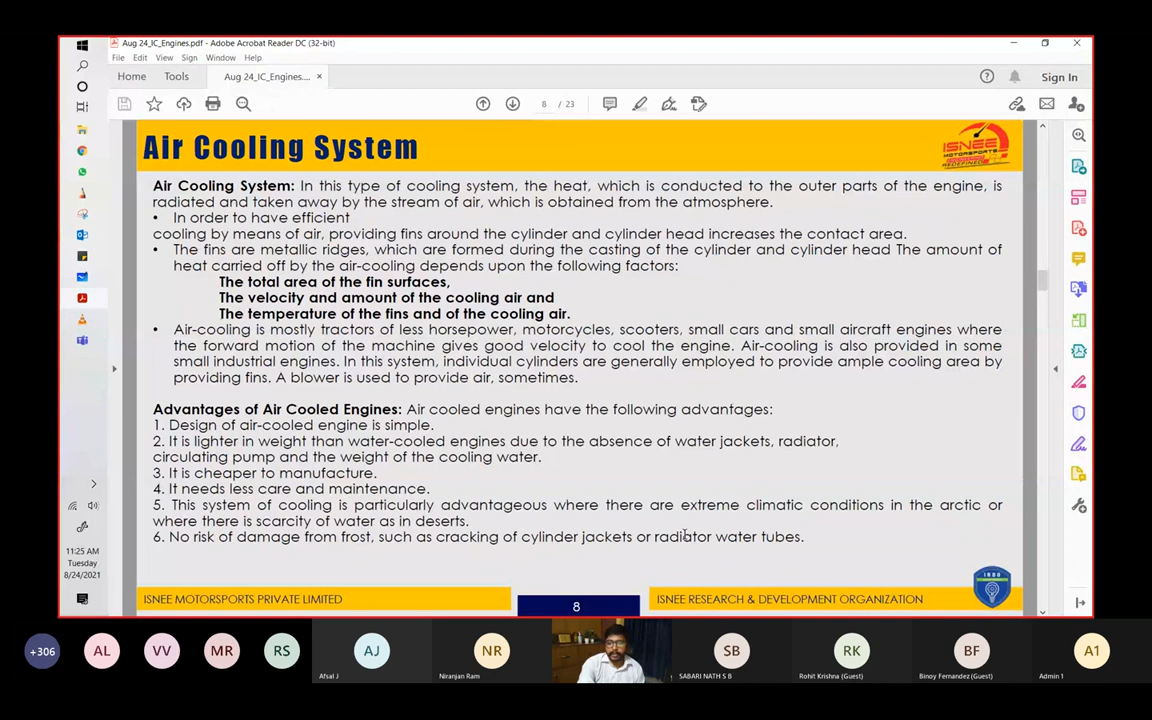 Aug 24_IC_Engines.pdf - Adobe Acrobat Reader DC (32-bit)
File Edit View Sign Window Help
Home Tools Aug 24_IC_Engines.... × Sign In
8 / 23
Air Cooling System
ISNEE
MOTORSPORTS
REDEFINED
Air Cooling System: In this type of cooling system, the heat, which is conducted to the outer parts of the engine, is
radiated and taken away by the stream of air, which is obtained from the atmosphere.
• In order to have efficient
cooling by means of air, providing fins around the cylinder and cylinder head increases the contact area.
• The fins are metallic ridges, which are formed during the casting of the cylinder and cylinder head The amount of
heat carried off by the air-cooling depends upon the following factors:
The total area of the fin surfaces,
The velocity and amount of the cooling air and
The temperature of the fins and of the cooling air.
• Air-cooling is mostly tractors of less horsepower, motorcycles, scooters, small cars and small aircraft engines where
the forward motion of the machine gives good velocity to cool the engine. Air-cooling is also provided in some
small industrial engines. In this system, individual cylinders are generally employed to provide ample cooling area by
providing fins. A blower is used to provide air, sometimes.
Advantages of Air Cooled Engines: Air cooled engines have the following advantages:
1. Design of air-cooled engine is simple.
2. It is lighter in weight than water-cooled engines due to the absence of water jackets, radiator,
circulating pump and the weight of the cooling water.
3. It is cheaper to manufacture.
4. It needs less care and maintenance.
5. This system of cooling is particularly advantageous where there are extreme climatic conditions in the arctic or
where there is scarcity of water as in deserts.
6. No risk of damage from frost, such as cracking of cylinder jackets or radiator water tubes.
11:25 AM
Tuesday
8/24/2021
ISNEE MOTORSPORTS PRIVATE LIMITED
8
ISNEE RESEARCH & DEVELOPMENT ORGANIZATION
IRDO
+306 AL VV MR RS AJ NR SB RK BF A1
Afsal J Niranjan Ram SABARI NATH S B Rohit Krishna (Guest) Binoy Fernandez (Guest) Admin 1